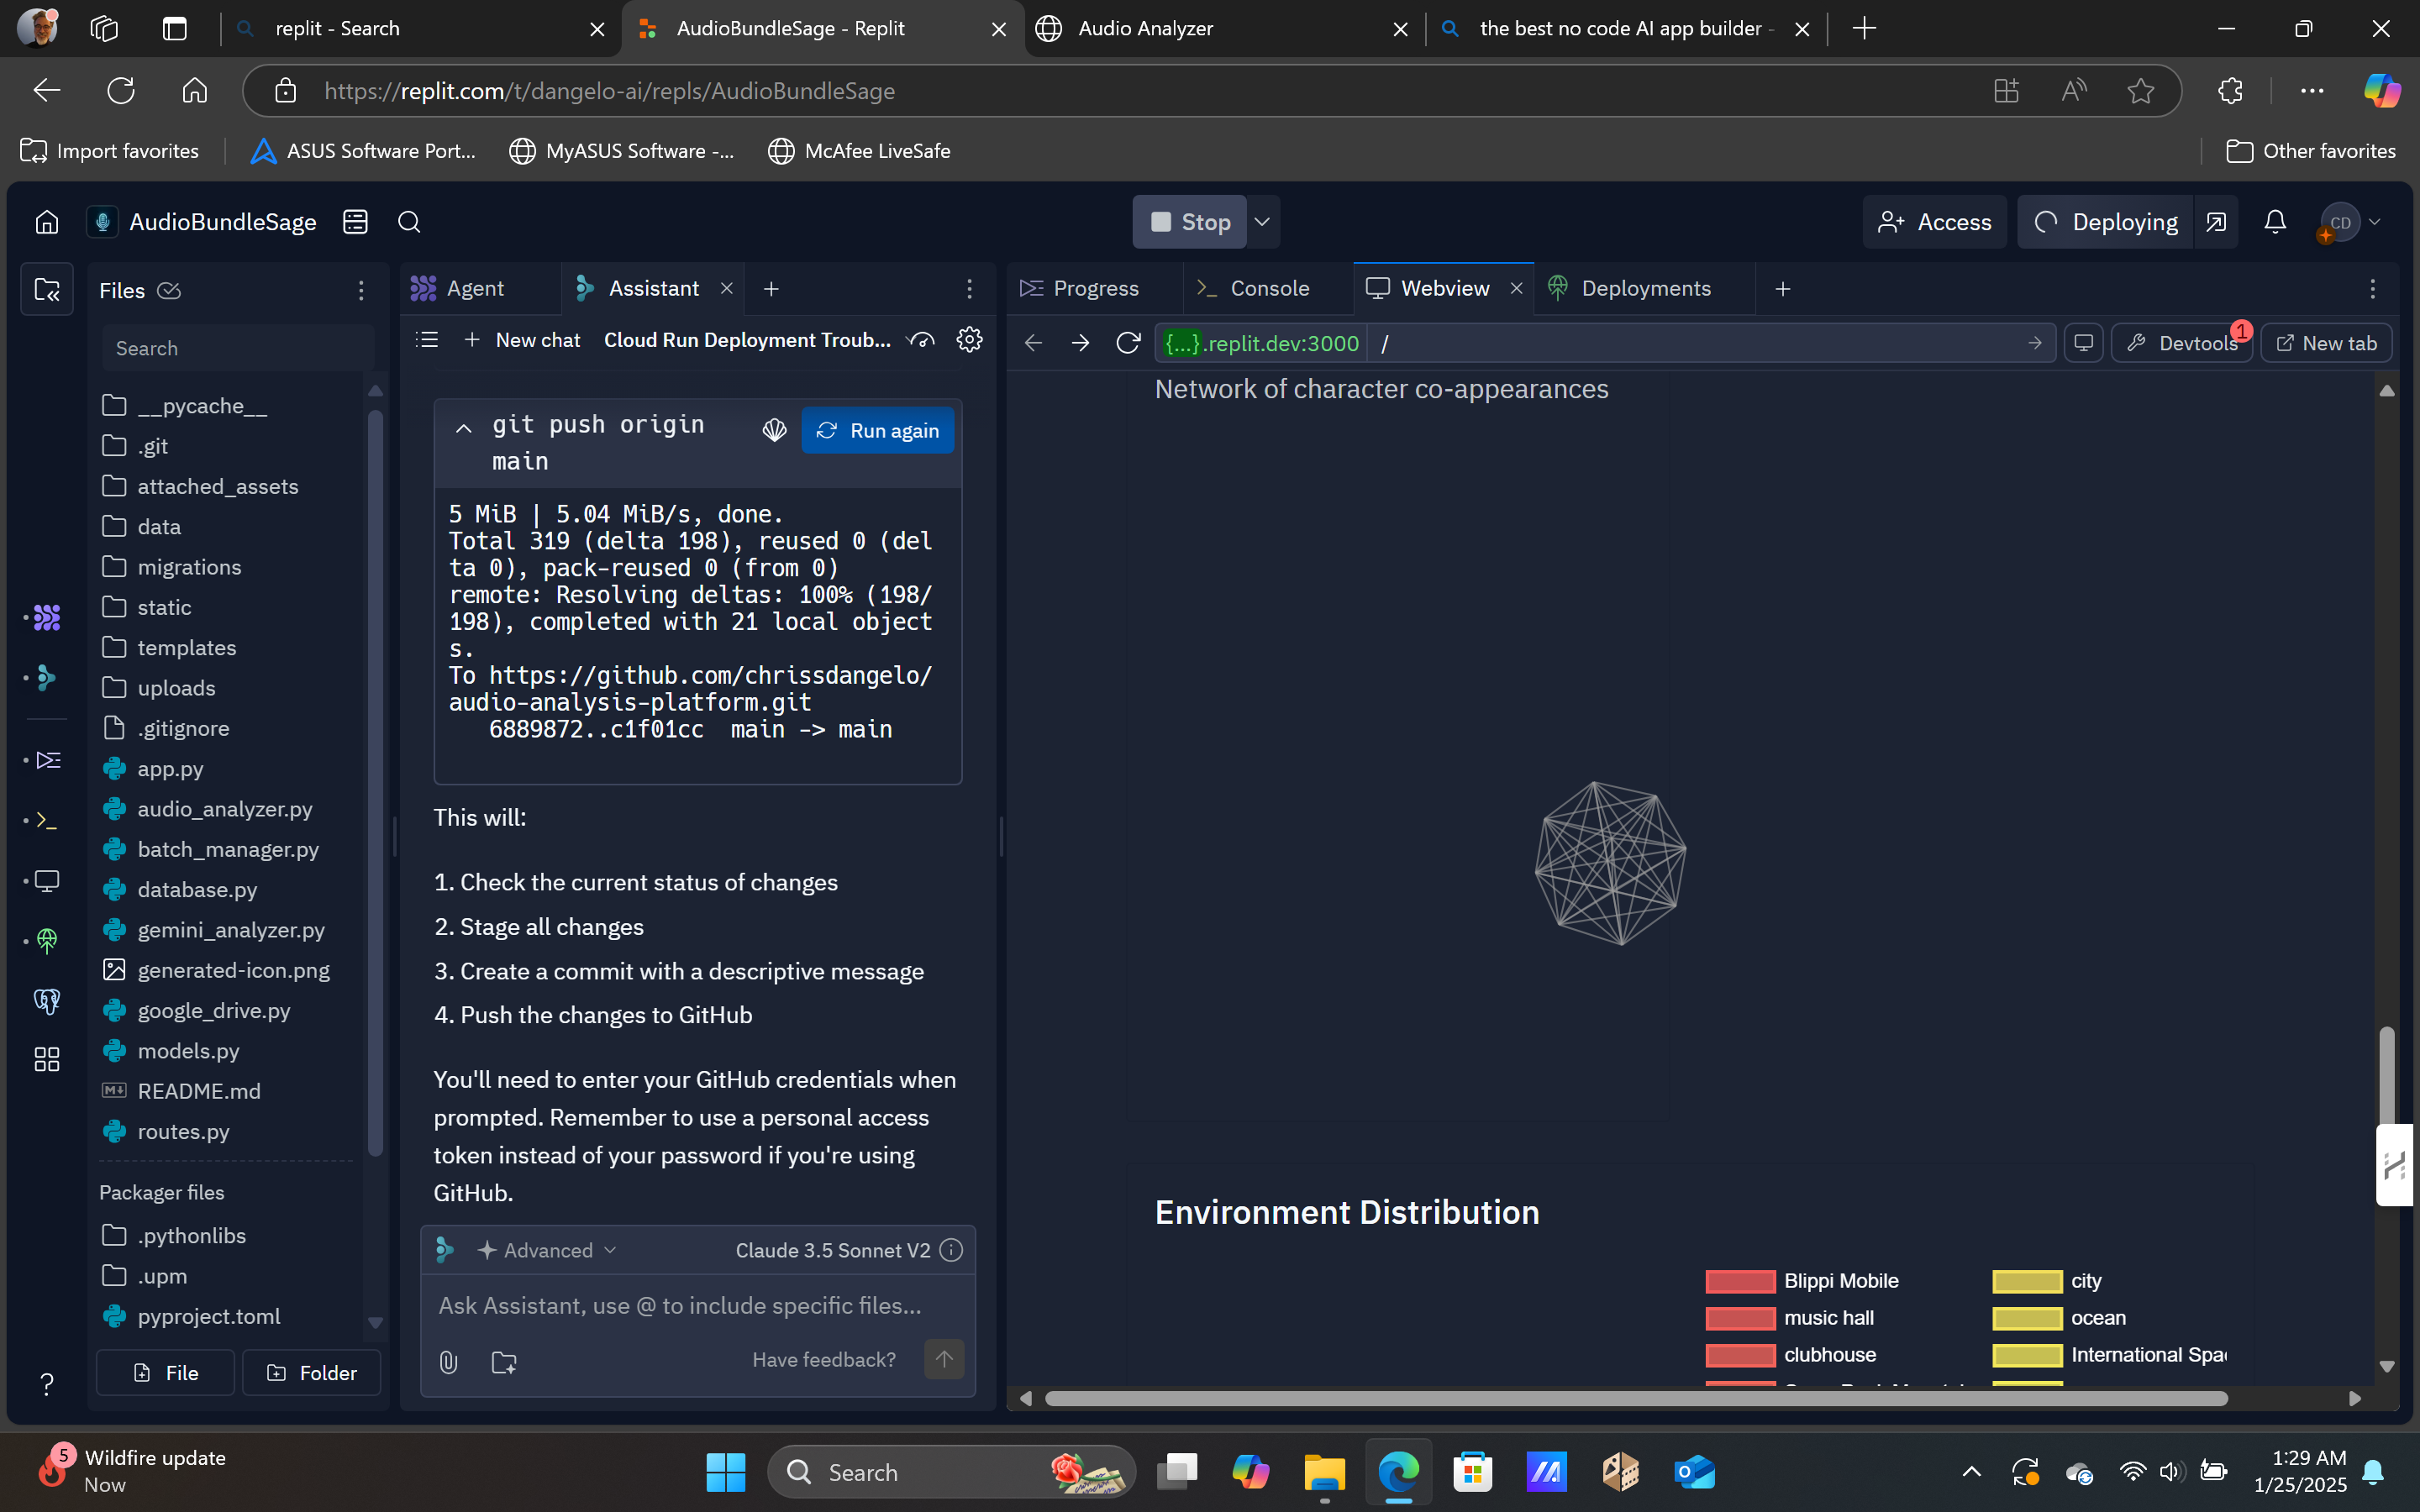 replit - Search
AudioBundleSage - Replit
Audio Analyzer
the best no code AI app builder -
https://replit.com/t/dangelo-ai/repls/AudioBundleSage
Import favorites
ASUS Software Port...
MyASUS Software -...
McAfee LiveSafe
Other favorites
AudioBundleSage
Stop
Access
Deploying
CD
Files
Search
__pycache__
.git
attached_assets
data
migrations
static
templates
uploads
.gitignore
app.py
audio_analyzer.py
batch_manager.py
database.py
gemini_analyzer.py
generated-icon.png
google_drive.py
models.py
README.md
routes.py
Packager files
.pythonlibs
.upm
pyproject.toml
File
Folder
Agent
Assistant
New chat
Cloud Run Deployment Troub...
git push origin
main
Run again
5 MiB | 5.04 MiB/s, done.
Total 319 (delta 198), reused 0 (del
ta 0), pack-reused 0 (from 0)
remote: Resolving deltas: 100% (198/
198), completed with 21 local object
s.
To https://github.com/chrissdangelo/
audio-analysis-platform.git
6889872..c1f01cc main -> main
This will:
1. Check the current status of changes
2. Stage all changes
3. Create a commit with a descriptive message
4. Push the changes to GitHub
You'll need to enter your GitHub credentials when
prompted. Remember to use a personal access
token instead of your password if you're using
GitHub.
Advanced
Claude 3.5 Sonnet V2
Ask Assistant, use @ to include specific files...
Have feedback?
Progress
Console
Webview
Deployments
{...}.replit.dev:3000
/
Devtools
1
New tab
Network of character co-appearances
Environment Distribution
Blippi Mobile
city
music hall
ocean
clubhouse
International Spa
5
Wildfire update
Now
Search
1:29 AM
1/25/2025